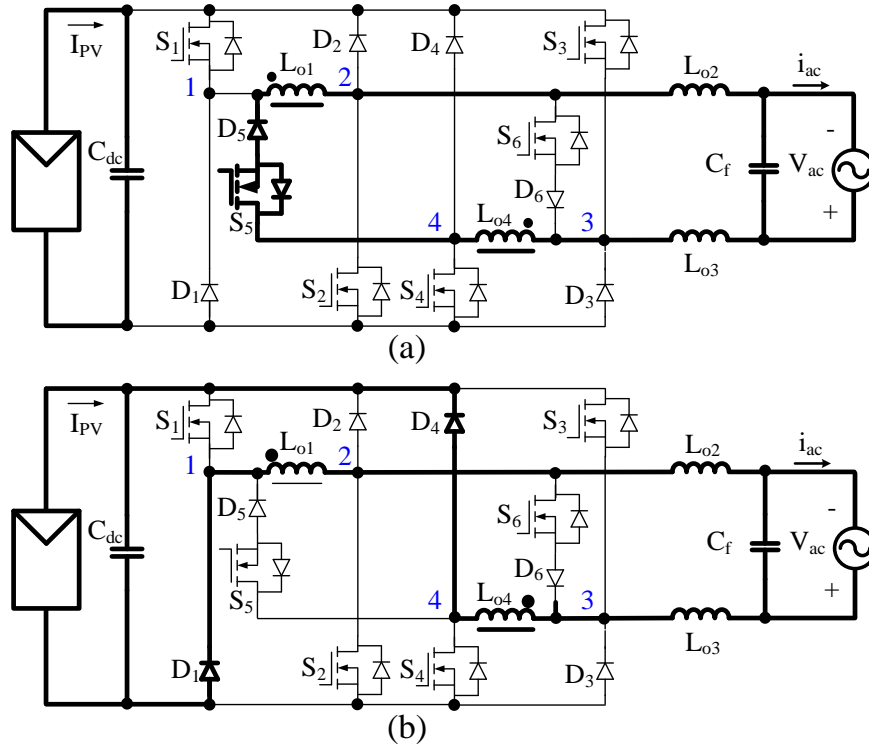 I_PV
S_1
D_2
D_4
S_3
L_o1
1
2
L_o2
i_ac
D_5
S_6
C_dc
C_f
V_ac
-
+
S_5
D_6
4
L_o4
3
L_o3
D_1
S_2
S_4
D_3
(a)
I_PV
S_1
D_2
D_4
S_3
L_o1
1
2
L_o2
i_ac
D_5
S_6
C_dc
C_f
V_ac
-
+
S_5
D_6
4
L_o4
3
L_o3
D_1
S_2
S_4
D_3
(b)